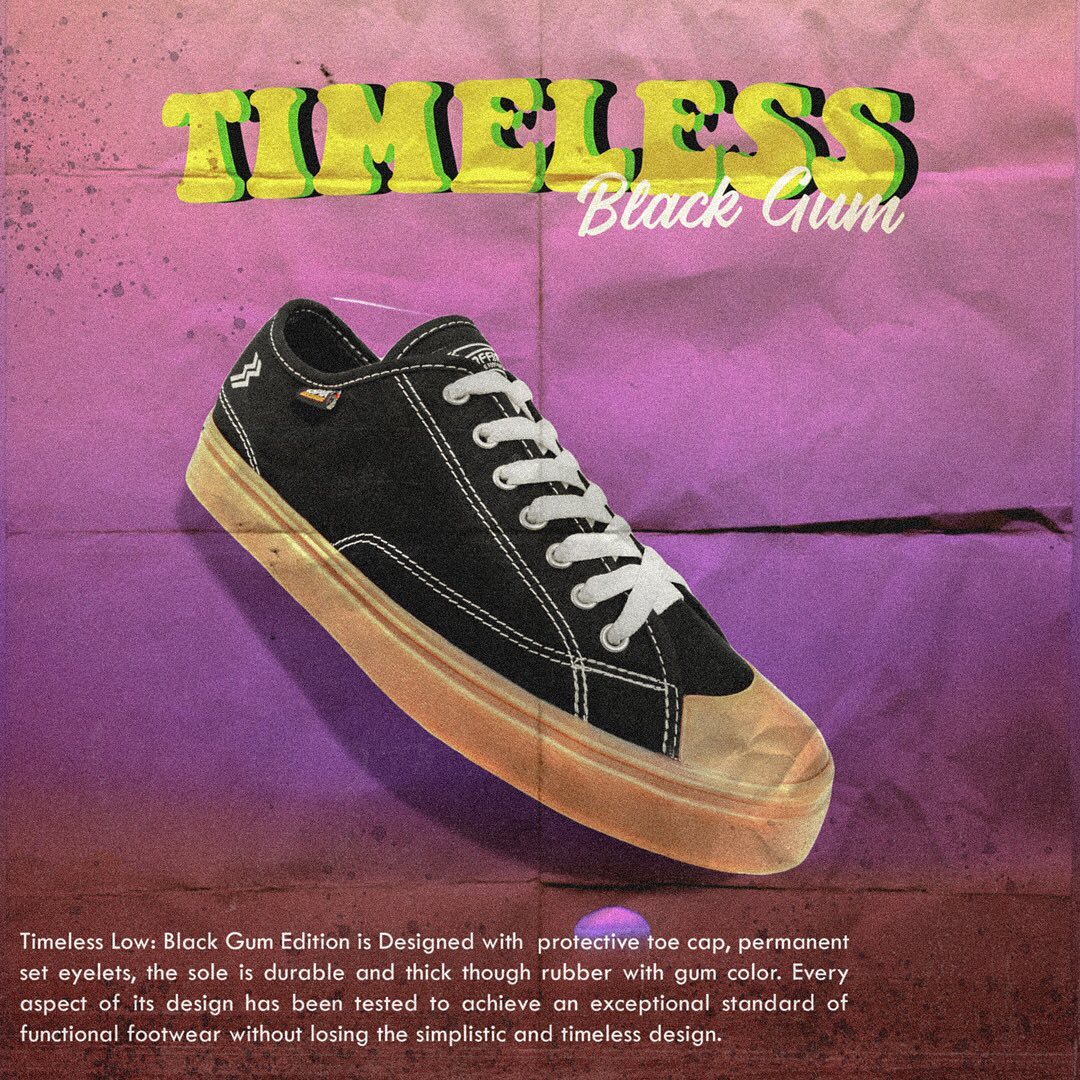 TIMELESS
Black Gum
Timeless Low: Black Gum Edition is Designed with protective toe cap, permanent
set eyelets, the sole is durable and thick though rubber with gum color. Every
aspect of its design has been tested to achieve an exceptional standard of
functional footwear without losing the simplistic and timeless design.